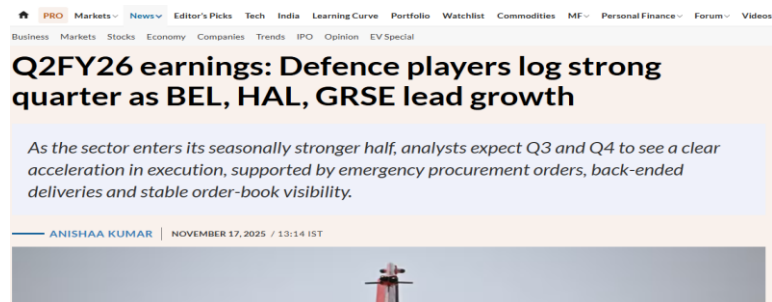 PRO Markets News Editor's Picks Tech India Learning Curve Portfolio Watchlist Commodities MF Personal Finance Forum Videos
Business Markets Stocks Economy Companies Trends IPO Opinion EV Special
Q2FY26 earnings: Defence players log strong
quarter as BEL, HAL, GRSE lead growth
As the sector enters its seasonally stronger half, analysts expect Q3 and Q4 to see a clear
acceleration in execution, supported by emergency procurement orders, back-ended
deliveries and stable order-book visibility.
ANISHAA KUMAR | NOVEMBER 17, 2025 / 13:14 IST